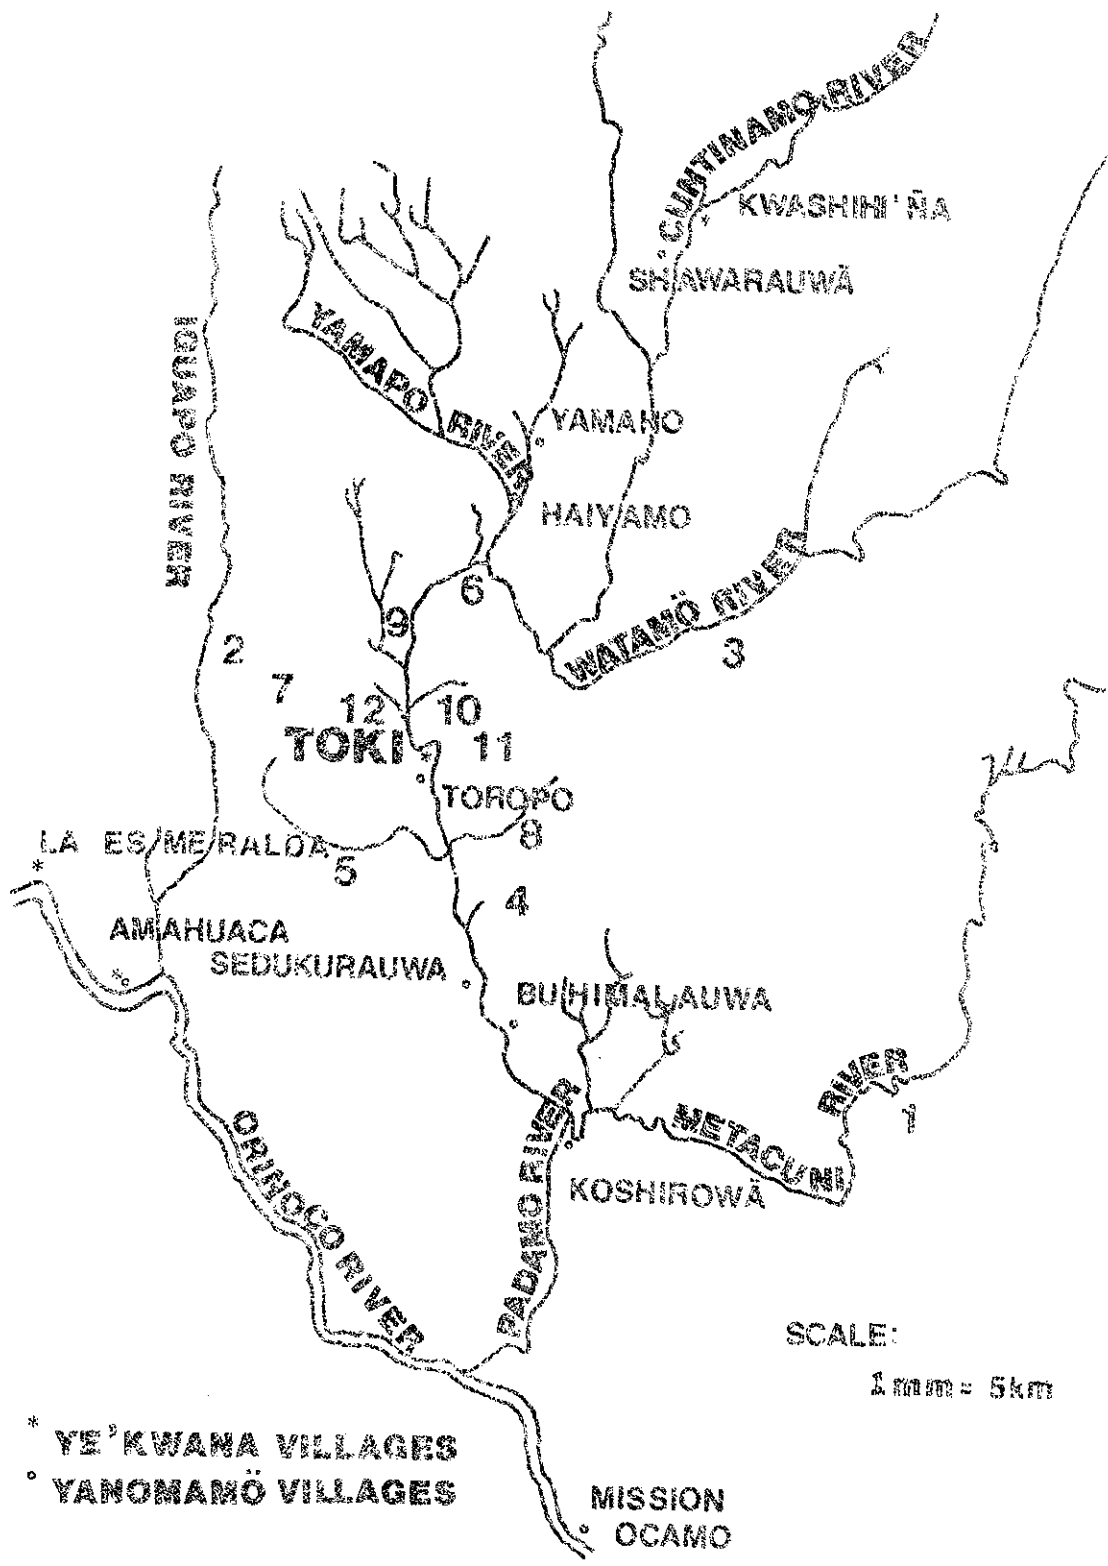 CUNTINAMO RIVER
KWASHIHI'ÑA
SHAWARAUWÄ
IGUAPO RIVER
YAMAPO RIVER
YAMAHO
HAIYAMO
6
WATAMÖ RIVER
3
9
2
7
12
10
TOKI
11
TOROPO
8
LA ESMERALDA
5
4
AMAHUACA
SEDUKURAUWA
BUHIMALAUWA
METACUNI RIVER
1
ORINOCO RIVER
PADAMO RIVER
KOSHIROWÄ
SCALE:
1mm = 5km
* YE'KWANA VILLAGES
° YANOMAMÖ VILLAGES
MISSION
OCAMO